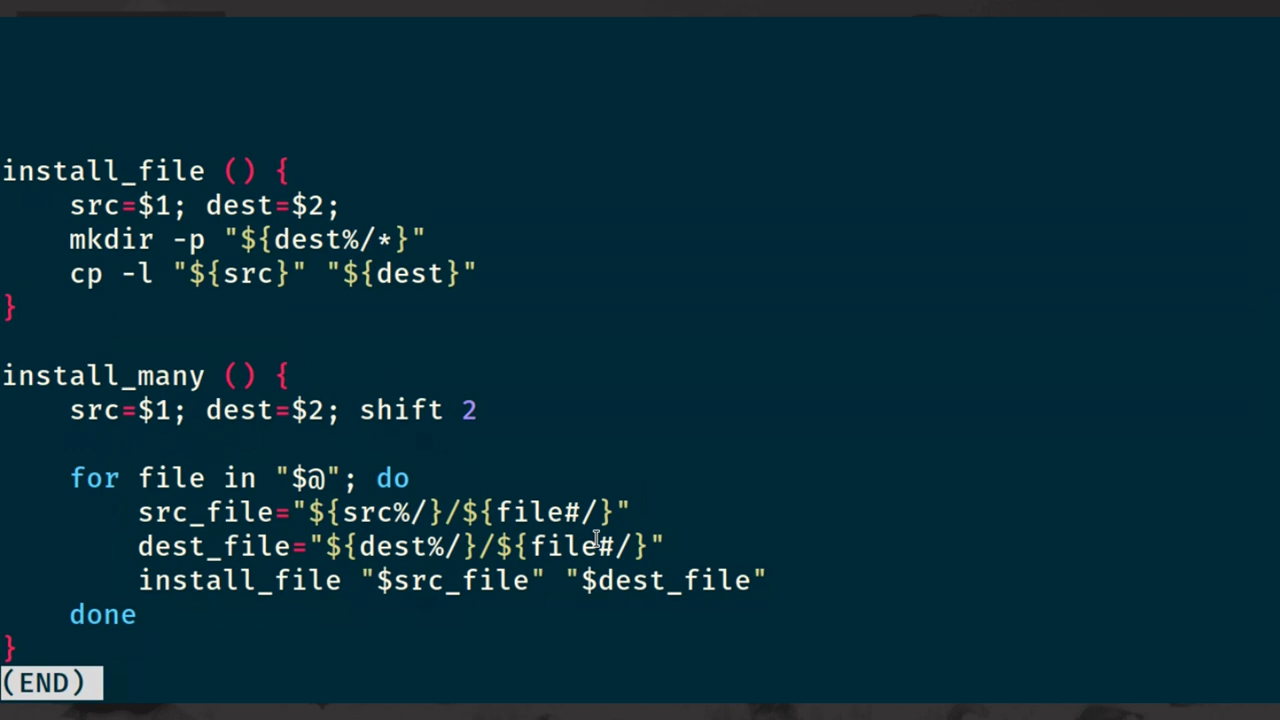 install_file () {
    src=$1; dest=$2;
    mkdir -p "${dest%/*}"
    cp -l "${src}" "${dest}"
}

install_many () {
    src=$1; dest=$2; shift 2

    for file in "$@"; do
        src_file="${src%/}/${file#/}"
        dest_file="${dest%/}/${file#/}"
        install_file "$src_file" "$dest_file"
    done
}
(END)